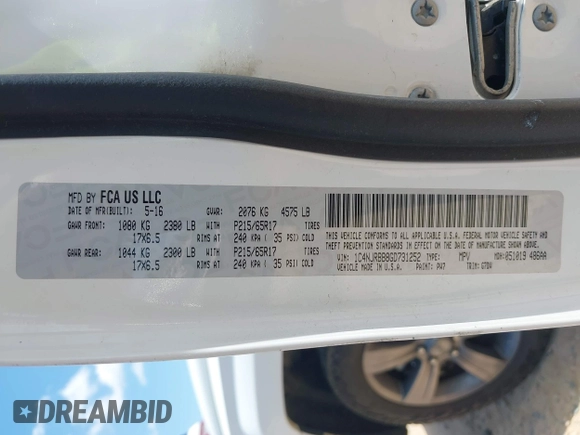 MFD BY FCA US LLC
DATE OF MFR(BUILT): 5-16 GVWR: 2076 KG 4575 LB
GAWR FRONT: 1080 KG 2380 LB P215/65R17 TIRES
WITH 17X6.5 RIMS AT 240 KPA ( 35 PSI) COLD
GAWR REAR: 1044 KG 2300 LB P215/65R17 TIRES
WITH 17X6.5 RIMS AT 240 KPA ( 35 PSI) COLD
THIS VEHICLE CONFORMS TO ALL APPLICABLE U.S.A. FEDERAL MOTOR VEHICLE SAFETY, BUMPER AND THEFT
PREVENTION STANDARDS IN EFFECT ON THE DATE OF MANUFACTURE SHOWN ABOVE.
VIN: 1C4NJRBB8GD731252 TYPE: MPV MDH: 051019 486AA
VEHICLE MADE IN U.S.A. PAINT: PW7 TRIM:
DREAMBID